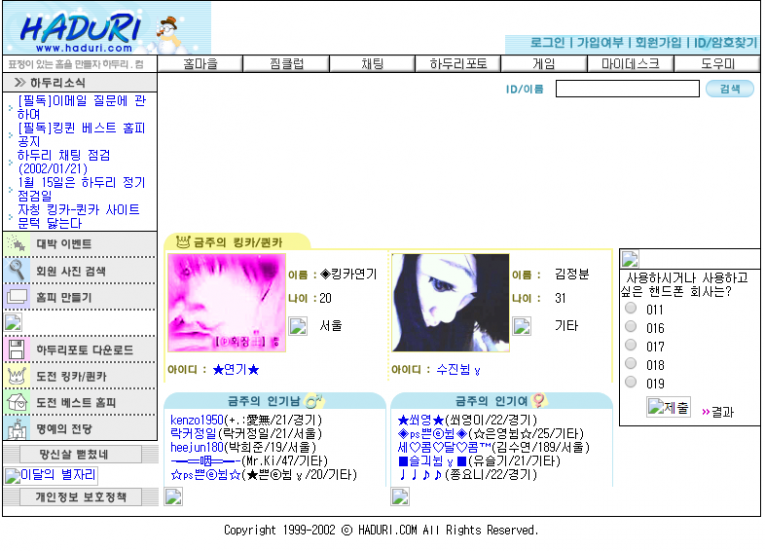 HADURI
www.haduri.com
로그인 | 가입여부 | 회원가입 | ID/암호찾기
표정이 있는 홈을 만들자 하두리 . 컴
홈마을 짐클럽 채팅 하두리포토 게임 마이데스크 도우미
ID/이름 검색
하두리소식
[필독]이메일 질문에 관
하여
[필독]킹퀸 베스트 홈피
공지
하두리 채팅 점검
(2002/01/21)
1월 15일은 하두리 정기
점검일
자칭 킹카-퀸카 사이트
문턱 닳는다
대박 이벤트
회원 사진 검색
홈피 만들기
하두리포토 다운로드
도전 킹카/퀸카
도전 베스트 홈피
명예의 전당
망신살 뻗쳤네
이달의 별자리
개인정보 보호정책
금주의 킹카/퀸카
이름 : ◈킹카연기
나이 : 20
서울
아이디 : ★연기★
이름 : 김정분
나이 : 31
기타
아이디 : 수진뷥 ɣ
금주의 인기남
kenzo1950(+.:愛無/21/경기)
락커정일(락커정일/21/서울)
heejun180(박희준/19/서울)
(Mr.Ki/47/기타)
☆ps쁜ⓔ뷥☆(★쁜ⓔ뷥 ɣ/20/기타)
금주의 인기여
★쐬영★(쐬영이/22/경기)
◈ps쁜ⓔ뷥◈(☆은영뷥☆/25/기타)
세♡콤♡달♡콤™(김수연/189/서울)
■슬긔뷥 ɣ ■(유슬기/21/기타)
♩♩♪♪(퐁요니/22/경기)
사용하시거나 사용하고
싶은 핸드폰 회사는?
011
016
017
018
019
제출 »결과
Copyright 1999-2002 ⓒ HADURI.COM All Rights Reserved.